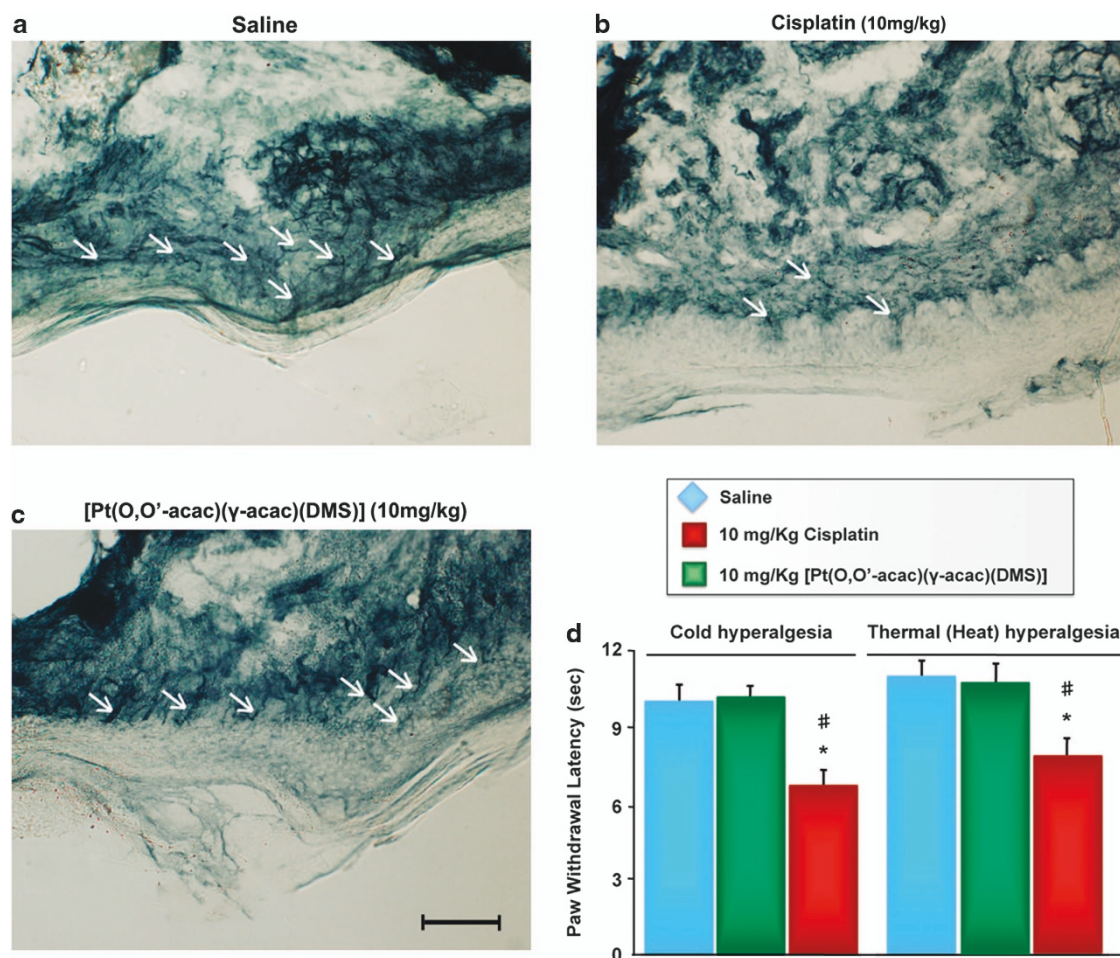 a
Saline
b
Cisplatin (10mg/kg)
c
[Pt(O,O'-acac)(γ-acac)(DMS)] (10mg/kg)
Saline
10 mg/Kg Cisplatin
10 mg/Kg [Pt(O,O'-acac)(γ-acac)(DMS)]
d
Cold hyperalgesia
Thermal (Heat) hyperalgesia
Paw Withdrawal Latency (sec)
12
9
6
3
0
#
*
#
*